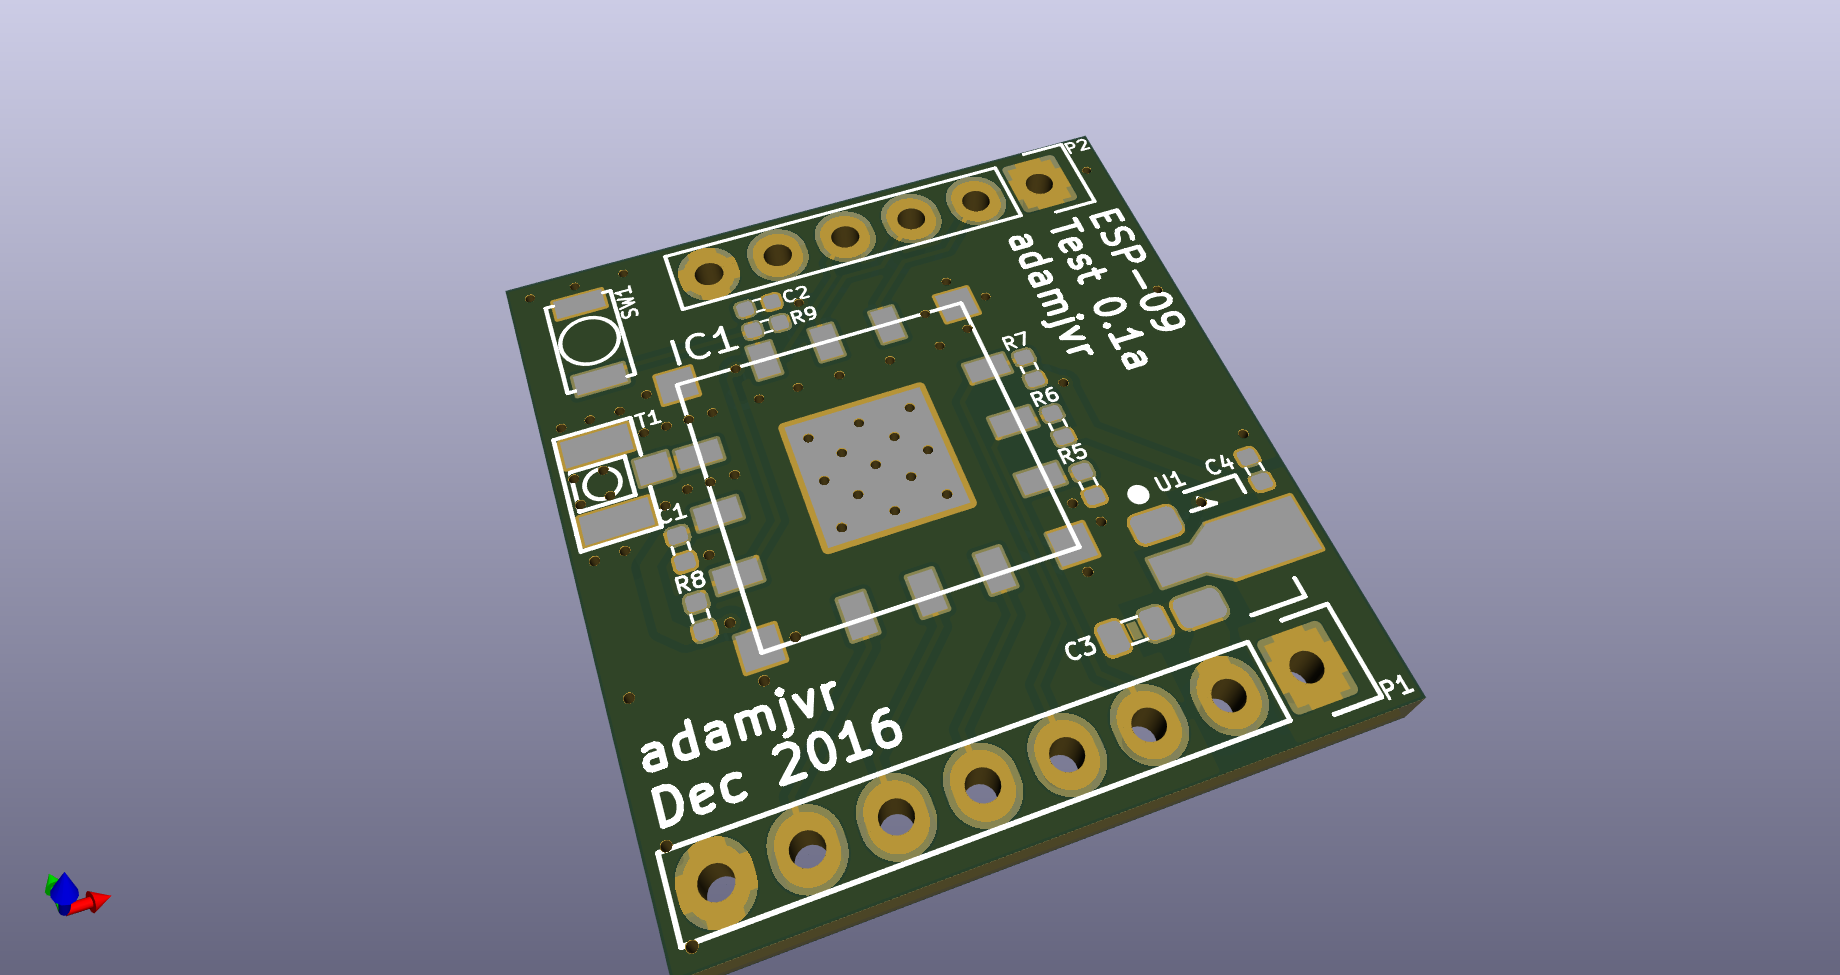 P2
ESP-09
Test 0.1a
adamjvr
SW1
C2
R9
IC1
R7
R6
R5
T1
C1
R8
U1
C4
C3
P1
adamjvr
Dec 2016